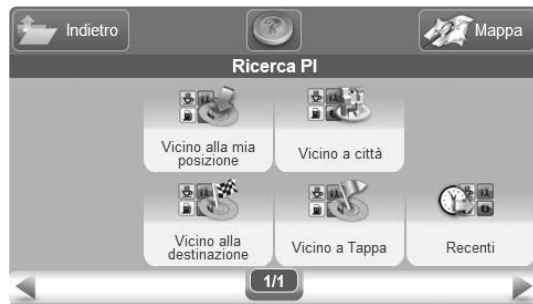 Indietro
?
Mappa
Ricerca PI
Vicino alla mia
posizione
Vicino a città
Vicino alla
destinazione
Vicino a Tappa
Recenti
1/1